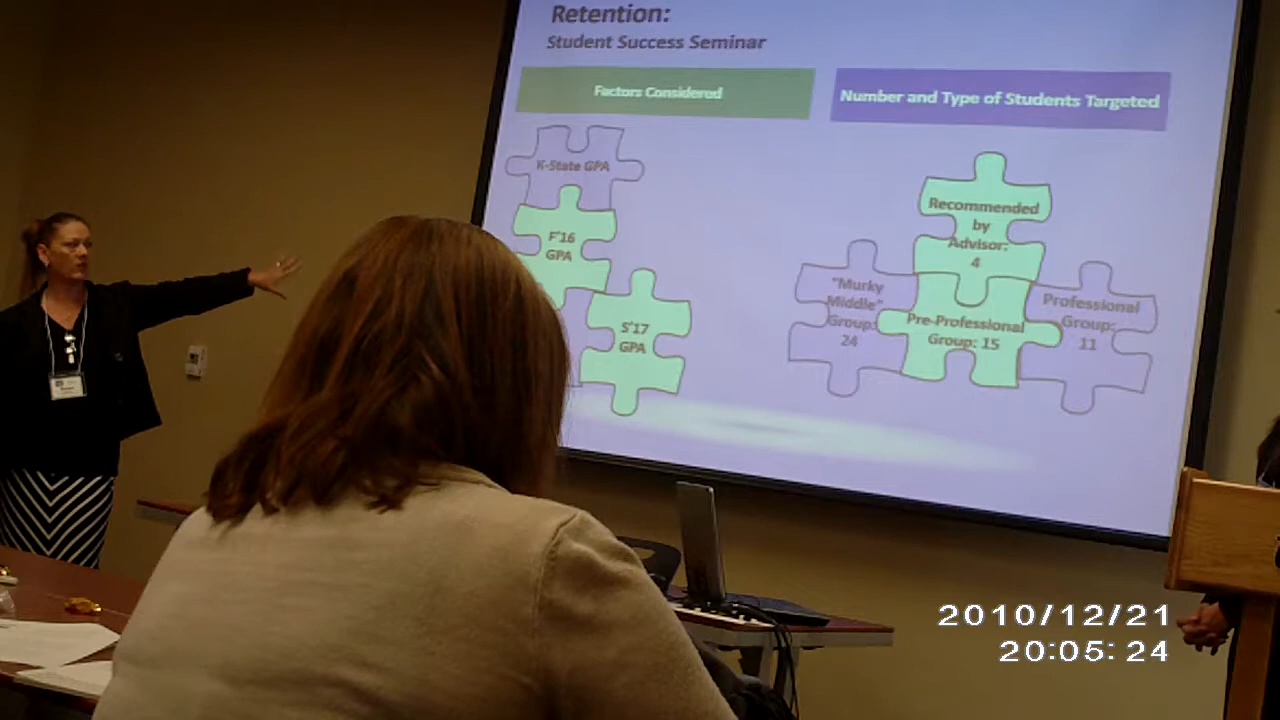 Retention:
Student Success Seminar
Factors Considered
Number and Type of Students Targeted
K-State GPA
F'16
GPA
S'17
GPA
Recommended
by
Advisor:
4
"Murky
Middle"
Group:
24
Pre-Professional
Group: 15
Professional
Group:
11
2010/12/21
20:05:24